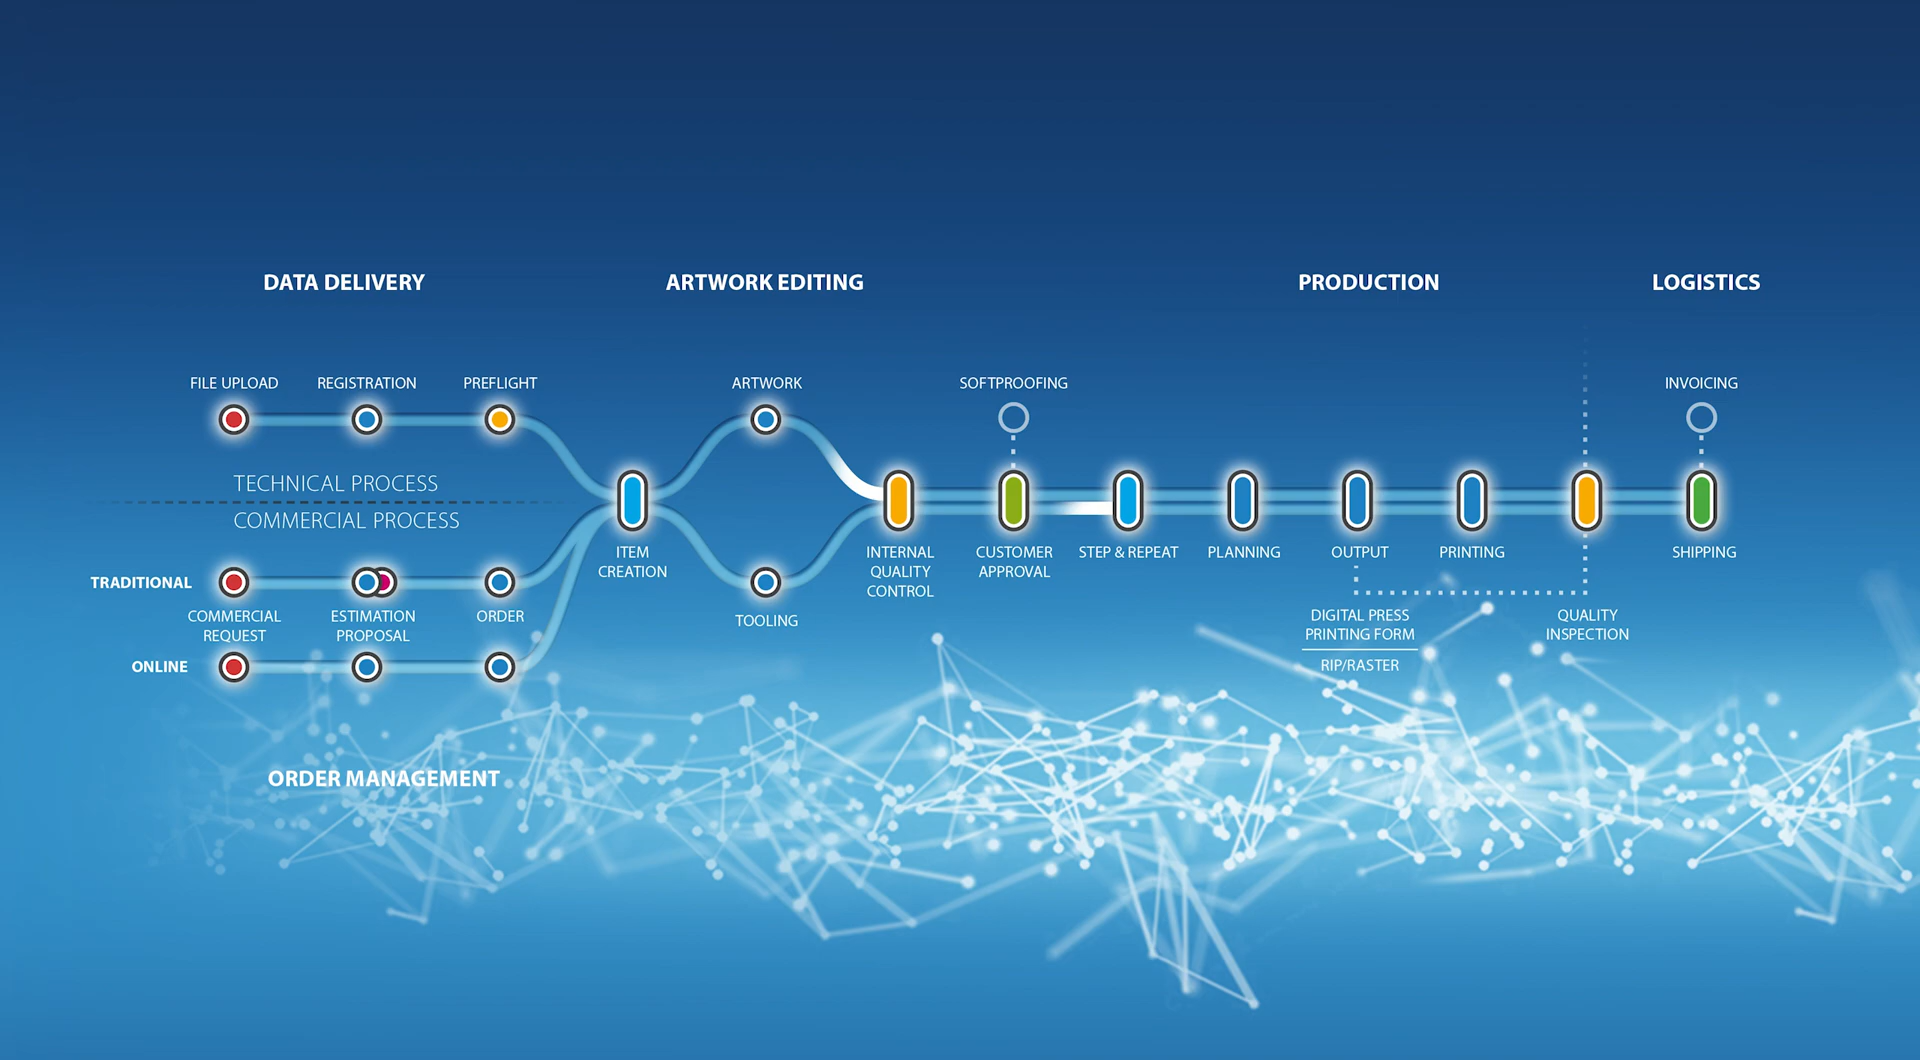 DATA DELIVERY
ARTWORK EDITING
PRODUCTION
LOGISTICS
FILE UPLOAD
REGISTRATION
PREFLIGHT
ARTWORK
SOFTPROOFING
INVOICING
TECHNICAL PROCESS
COMMERCIAL PROCESS
ITEM
CREATION
INTERNAL
QUALITY
CONTROL
CUSTOMER
APPROVAL
STEP & REPEAT
PLANNING
OUTPUT
PRINTING
SHIPPING
TRADITIONAL
COMMERCIAL
REQUEST
ESTIMATION
PROPOSAL
ORDER
TOOLING
DIGITAL PRESS
PRINTING FORM
RIP/RASTER
QUALITY
INSPECTION
ONLINE
ORDER MANAGEMENT